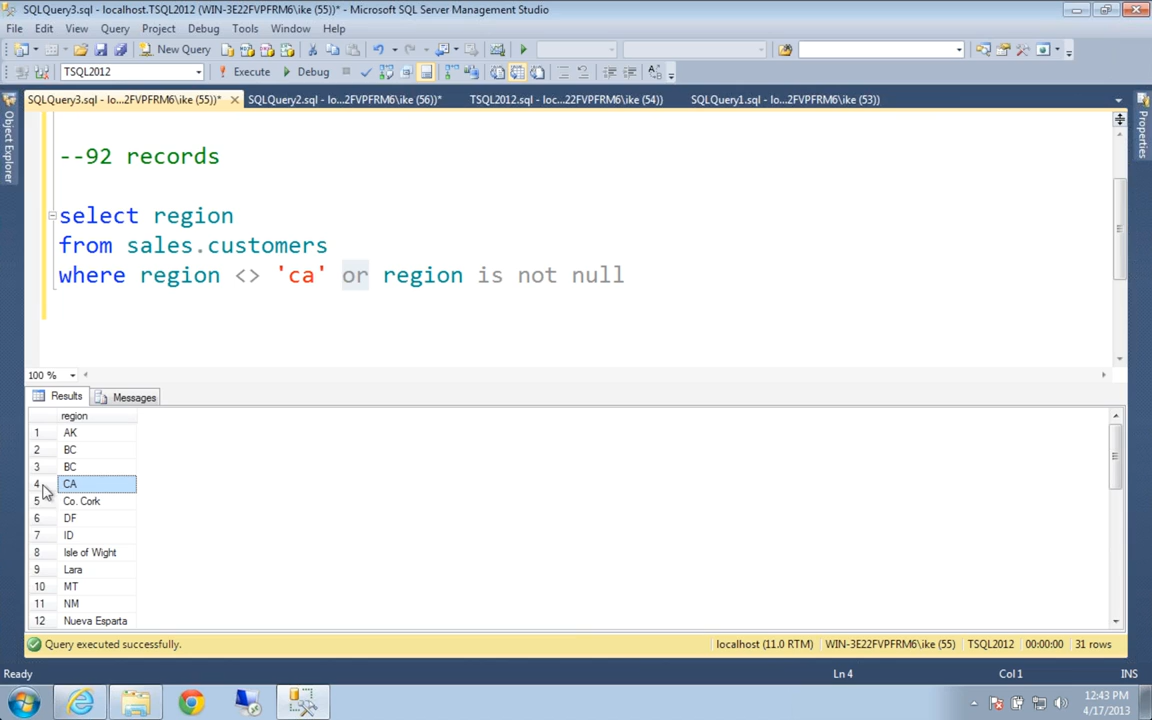 SQLQuery3.sql - localhost.TSQL2012 (WIN-3E22FVPFRM6\ike (55))* - Microsoft SQL Server Management Studio
File Edit View Query Project Debug Tools Window Help
New Query
TSQL2012 Execute Debug
SQLQuery3.sql - lo...2FVPFRM6\ike (55))* SQLQuery2.sql - lo...2FVPFRM6\ike (56))* TSQL2012.sql - loc...22FVPFRM6\ike (54)) SQLQuery1.sql - lo...2FVPFRM6\ike (53))
Object Explorer
Properties
--92 records
select region
from sales.customers
where region <> 'ca' or region is not null
100 %
Results Messages
region
1 AK
2 BC
3 BC
4 CA
5 Co. Cork
6 DF
7 ID
8 Isle of Wight
9 Lara
10 MT
11 NM
12 Nueva Esparta
Query executed successfully. localhost (11.0 RTM) WIN-3E22FVPFRM6\ike (55) TSQL2012 00:00:00 31 rows
Ready Ln 4 Col 1 INS
12:43 PM
4/17/2013